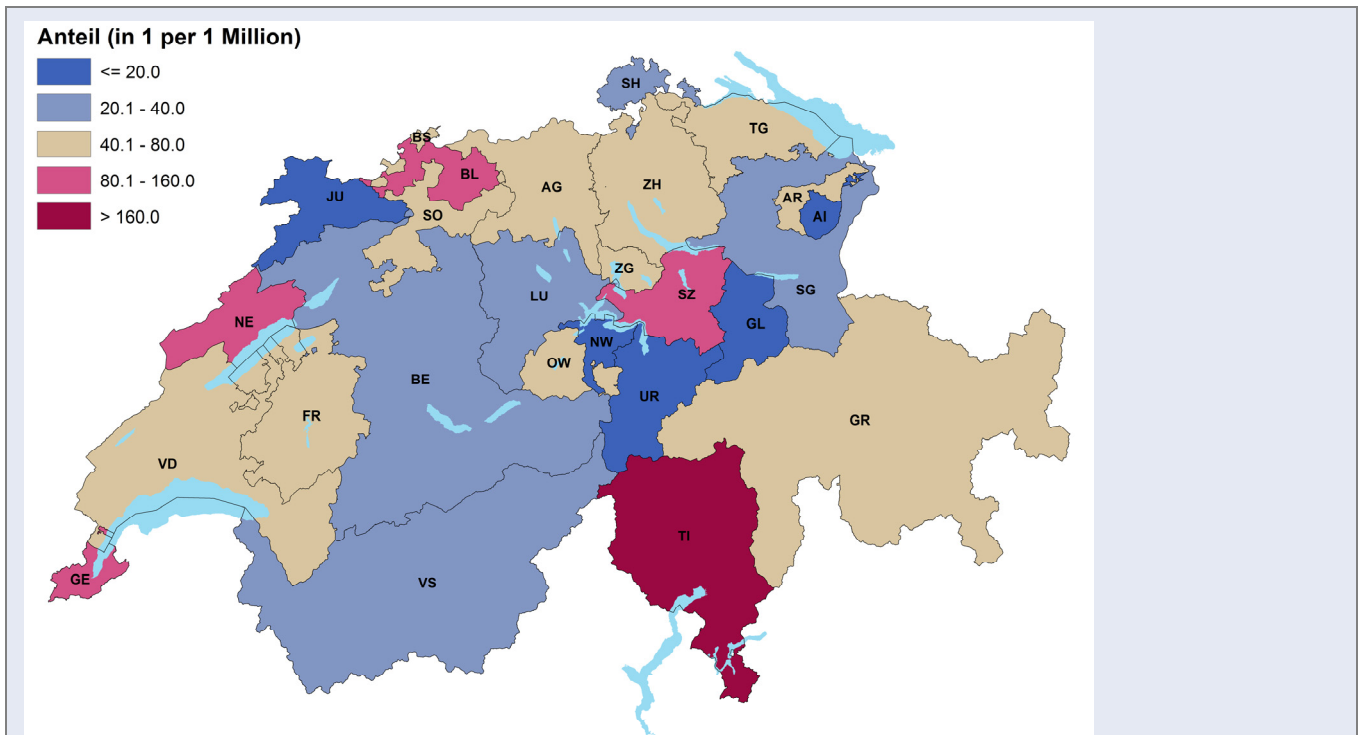 Anteil (in 1 per 1 Million)
<= 20.0
20.1 - 40.0
40.1 - 80.0
80.1 - 160.0
> 160.0
SH
TG
BS
BL
AG
ZH
JU
SO
AR
AI
ZG
LU
SZ
SG
NE
GL
NW
OW
BE
UR
FR
GR
VD
TI
GE
VS